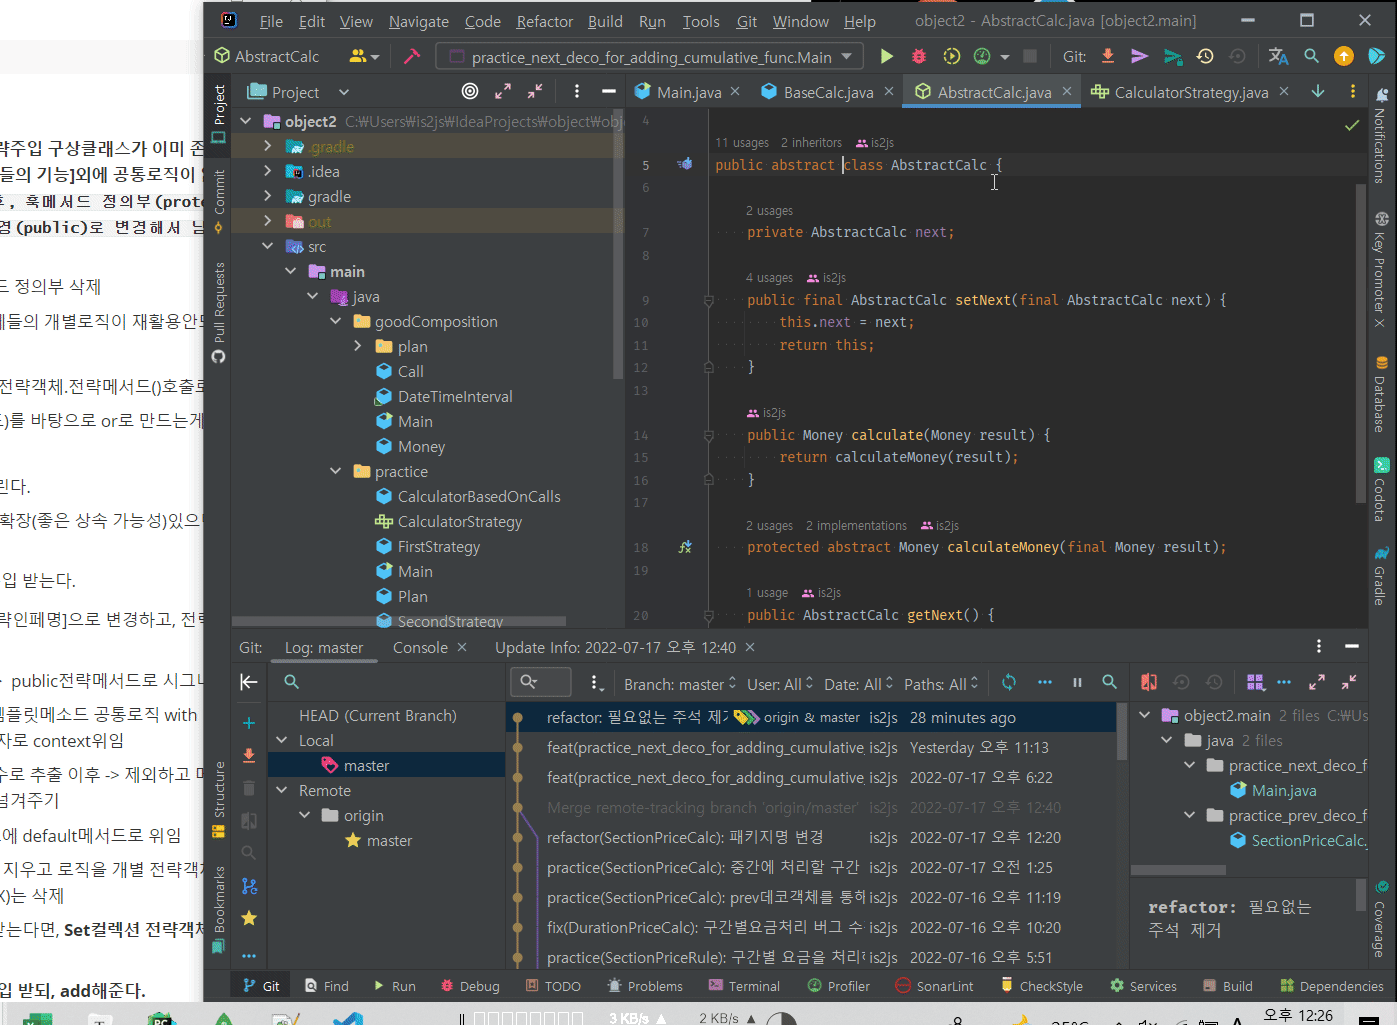 File Edit View Navigate Code Refactor Build Run Tools Git Window Help object2 - AbstractCalc.java [object2.main]
AbstractCalc practice_next_deco_for_adding_cumulative_func.Main Git:
Project Main.java BaseCalc.java AbstractCalc.java CalculatorStrategy.java
Project
Commit
Pull Requests
Structure
Bookmarks
Notifications
Key Promoter X
Database
Codota
Gradle
Coverage
object2 C:\Users\is2js\IdeaProjects\object\obj
.gradle
.idea
gradle
out
src
main
java
goodComposition
plan
Call
DateTimeInterval
Main
Money
practice
CalculatorBasedOnCalls
CalculatorStrategy
FirstStrategy
Main
Plan
SecondStrategy
4
11 usages 2 inheritors is2js
5 public abstract class AbstractCalc {
6
2 usages
7 private AbstractCalc next;
8
4 usages is2js
9 public final AbstractCalc setNext(final AbstractCalc next) {
10 this.next = next;
11 return this;
12 }
13
is2js
14 public Money calculate(Money result) {
15 return calculateMoney(result);
16 }
17
2 usages 2 implementations is2js
18 protected abstract Money calculateMoney(final Money result);
19
1 usage is2js
20 public AbstractCalc getNext() {
Git: Log: master Console Update Info: 2022-07-17 오후 12:40
HEAD (Current Branch)
Local
master
Remote
origin
master
Branch: master User: All Date: All Paths: All
refactor: 필요없는 주석 제거 origin & master is2js 28 minutes ago
feat(practice_next_deco_for_adding_cumulative_ is2js Yesterday 오후 11:13
feat(practice_next_deco_for_adding_cumulative_ is2js 2022-07-17 오후 6:22
Merge remote-tracking branch 'origin/master' is2js 2022-07-17 오후 12:40
refactor(SectionPriceCalc): 패키지명 변경 is2js 2022-07-17 오후 12:20
practice(SectionPriceCalc): 중간에 처리할 구간 is2js 2022-07-17 오전 1:25
practice(SectionPriceCalc): prev데코객체를 통해 is2js 2022-07-16 오후 11:19
fix(DurationPriceCalc): 구간별요금처리 버그 수 is2js 2022-07-16 오후 10:20
practice(SectionPriceRule): 구간별 요금을 처리 is2js 2022-07-16 오후 5:51
object2.main 2 files C:\Us
java 2 files
practice_next_deco_f
Main.java
practice_prev_deco_f
SectionPriceCalc.
refactor: 필요없는
주석 제거
Git Find Run Debug TODO Problems Terminal Profiler SonarLint CheckStyle Services Build Dependencies
략주입 구상클래스가 이미 존
들의 기능]외에 공통로직이
후, 훅메서드 정의부(prote
경(public)로 변경해서 남
드 정의부 삭제
체들의 개별로직이 재활용안
전략객체.전략메서드()호출로
)를 바탕으로 or로 만드는게
린다.
확장(좋은 상속 가능성)있으
입 받는다.
략인페명]으로 변경하고, 전략
public전략메서드로 시그니
템플릿메소드 공통로직 with
자로 context위임
수로 추출 이후 -> 제외하고
넘겨주기
에 default메서드로 위임
지우고 로직을 개별 전략객
X)는 삭제
받는다면, Set컬렉션 전략객체
입 받되, add해준다.
3 KB/s 2 KB/s 오후 12:26